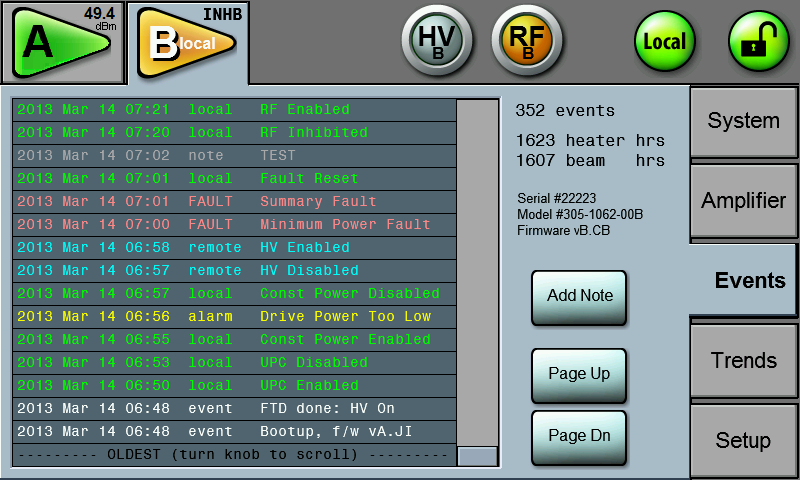 A
49.4
dBm
B
local
INHB
HV
B
RF
B
Local
2013 Mar 14 07:21 local RF Enabled
2013 Mar 14 07:20 local RF Inhibited
2013 Mar 14 07:02 note TEST
2013 Mar 14 07:01 local Fault Reset
2013 Mar 14 07:01 FAULT Summary Fault
2013 Mar 14 07:00 FAULT Minimum Power Fault
2013 Mar 14 06:58 remote HV Enabled
2013 Mar 14 06:57 remote HV Disabled
2013 Mar 14 06:57 local Const Power Disabled
2013 Mar 14 06:56 alarm Drive Power Too Low
2013 Mar 14 06:55 local Const Power Enabled
2013 Mar 14 06:53 local UPC Disabled
2013 Mar 14 06:50 local UPC Enabled
2013 Mar 14 06:48 event FTD done: HV On
2013 Mar 14 06:48 event Bootup, f/w vA.JI
--------- OLDEST (turn knob to scroll) ---------
352 events
1623 heater hrs
1607 beam hrs
Serial #22223
Model #305-1062-00B
Firmware vB.CB
Add Note
Page Up
Page Dn
System
Amplifier
Events
Trends
Setup